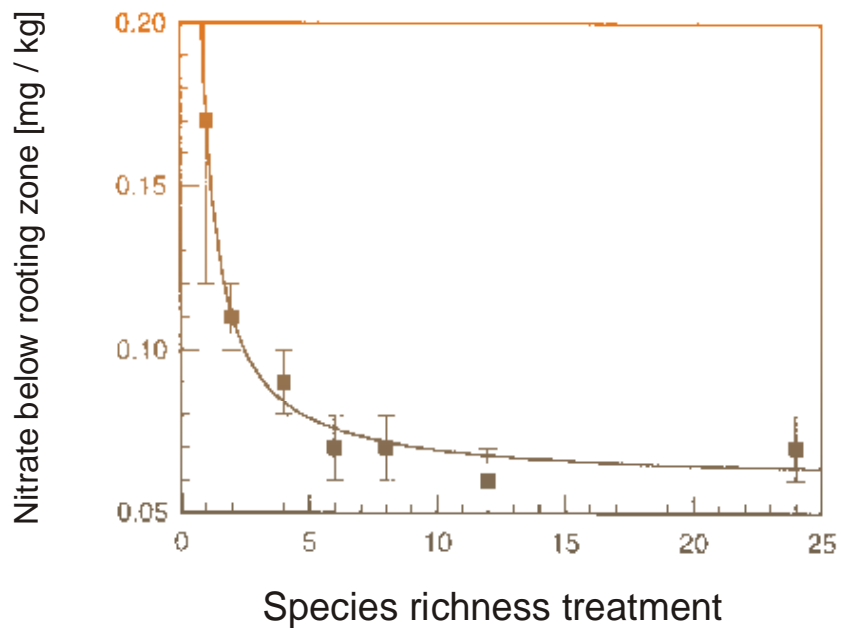 Nitrate below rooting zone [mg / kg]
0.20
0.15
0.10
0.05
0 5 10 15 20 25
Species richness treatment